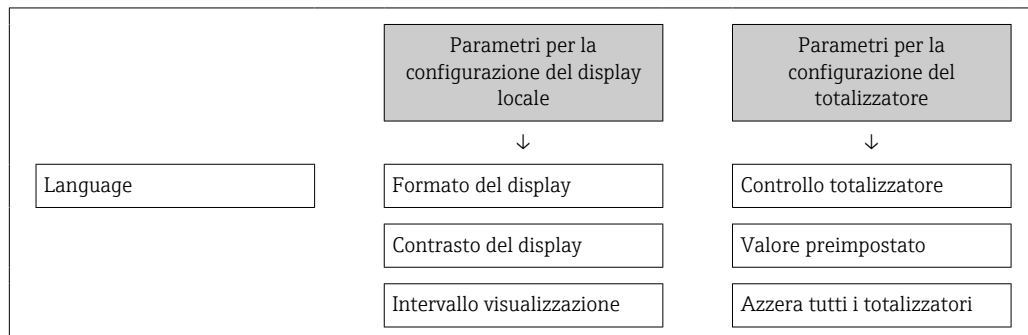 Parametri per la
configurazione del display
locale
Parametri per la
configurazione del
totalizzatore
↓
↓
Language
Formato del display
Controllo totalizzatore
Contrasto del display
Valore preimpostato
Intervallo visualizzazione
Azzera tutti i totalizzatori